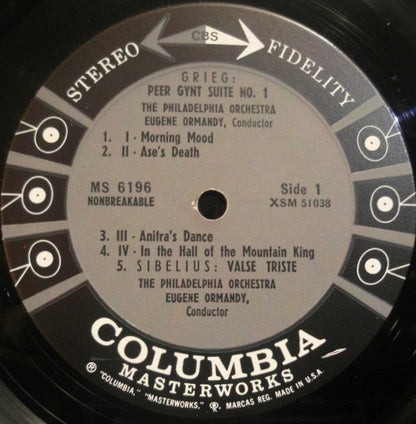 CBS
STEREO FIDELITY
GRIEG:
PEER GYNT SUITE NO. 1
THE PHILADELPHIA ORCHESTRA
EUGENE ORMANDY, Conductor
1. I - Morning Mood
2. II - Ase's Death
MS 6196
NONBREAKABLE
Side 1
XSM 51038
3. III - Anitra's Dance
4. IV - In the Hall of the Mountain King
5. SIBELIUS: VALSE TRISTE
THE PHILADELPHIA ORCHESTRA
EUGENE ORMANDY,
Conductor
COLUMBIA
MASTERWORKS
® "COLUMBIA," "MASTERWORKS," MARCAS REG. MADE IN U.S.A.